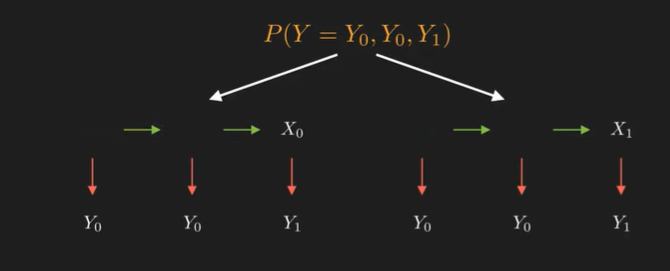 P(Y = Y₀, Y₀, Y₁)
X₀ X₁
Y₀ Y₀ Y₁ Y₀ Y₀ Y₁